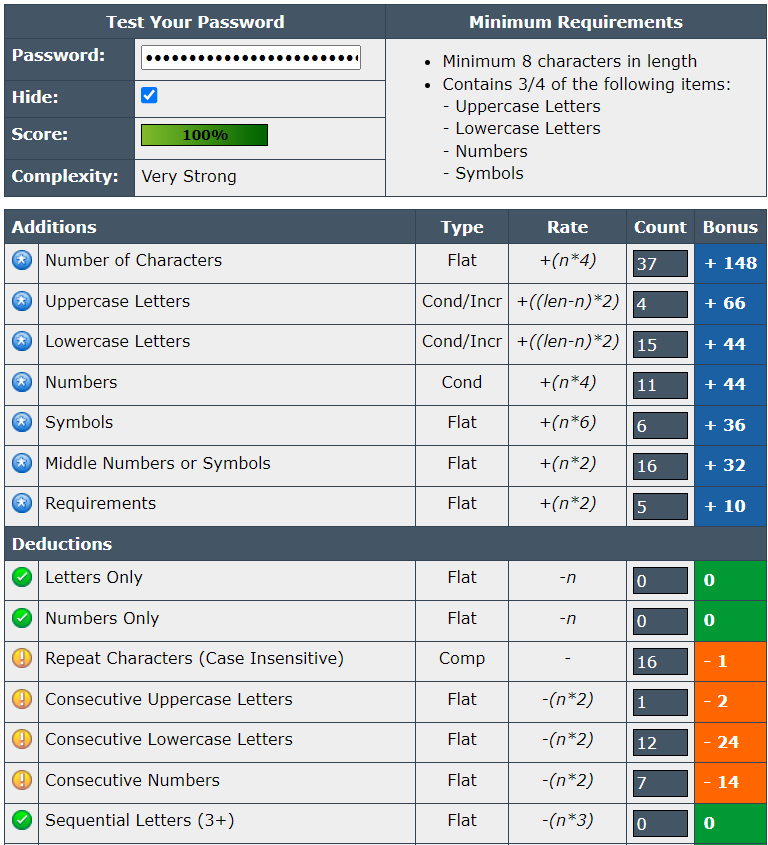 Test Your Password Minimum Requirements
Password: •••••••••••••••••••••••••
Hide:
Score: 100%
Complexity: Very Strong
• Minimum 8 characters in length
• Contains 3/4 of the following items:
- Uppercase Letters
- Lowercase Letters
- Numbers
- Symbols
Additions Type Rate Count Bonus
Number of Characters Flat +(n*4) 37 + 148
Uppercase Letters Cond/Incr +((len-n)*2) 4 + 66
Lowercase Letters Cond/Incr +((len-n)*2) 15 + 44
Numbers Cond +(n*4) 11 + 44
Symbols Flat +(n*6) 6 + 36
Middle Numbers or Symbols Flat +(n*2) 16 + 32
Requirements Flat +(n*2) 5 + 10
Deductions
Letters Only Flat -n 0 0
Numbers Only Flat -n 0 0
Repeat Characters (Case Insensitive) Comp - 16 - 1
Consecutive Uppercase Letters Flat -(n*2) 1 - 2
Consecutive Lowercase Letters Flat -(n*2) 12 - 24
Consecutive Numbers Flat -(n*2) 7 - 14
Sequential Letters (3+) Flat -(n*3) 0 0